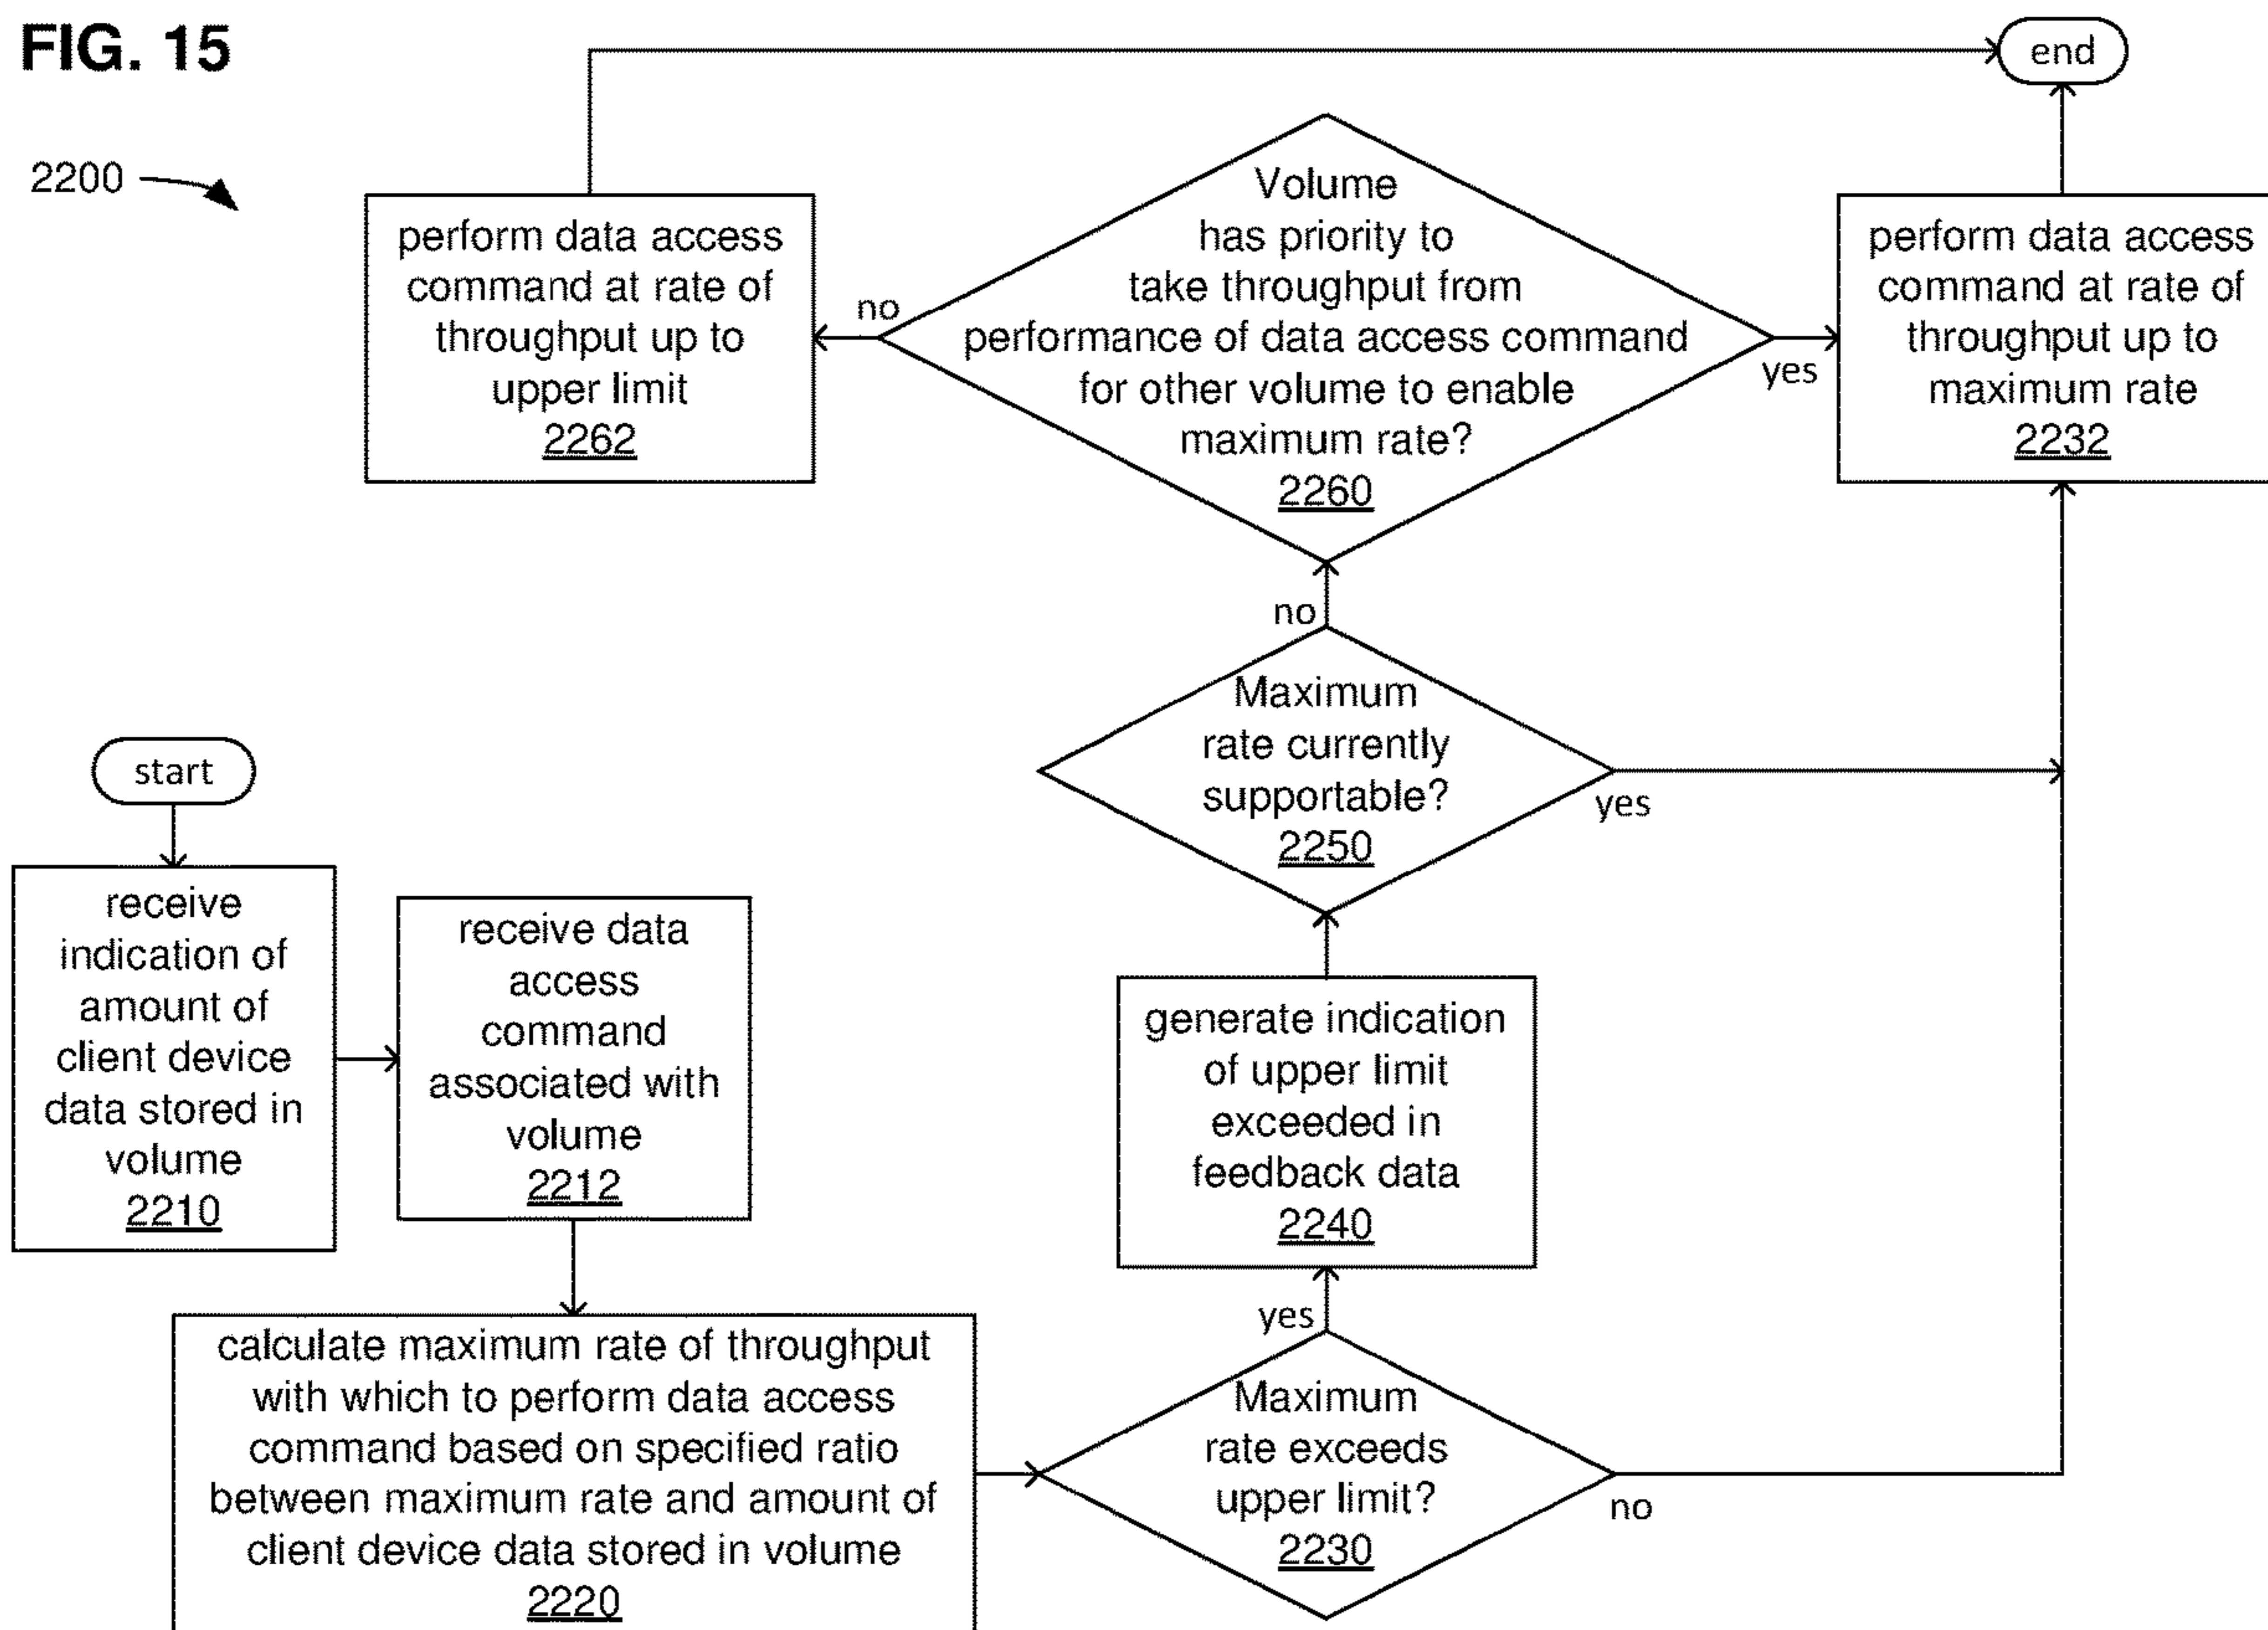 FIG. 15
2200
end
perform data access
command at rate of
throughput up to
upper limit
2262
no
Volume
has priority to
take throughput from
performance of data access command
for other volume to enable
maximum rate?
2260
yes
perform data access
command at rate of
throughput up to
maximum rate
2232
no
Maximum
rate currently
supportable?
2250
yes
start
receive
indication of
amount of
client device
data stored in
volume
2210
receive data
access
command
associated with
volume
2212
generate indication
of upper limit
exceeded in
feedback data
2240
yes
calculate maximum rate of throughput
with which to perform data access
command based on specified ratio
between maximum rate and amount of
client device data stored in volume
2220
Maximum
rate exceeds
upper limit?
2230
no